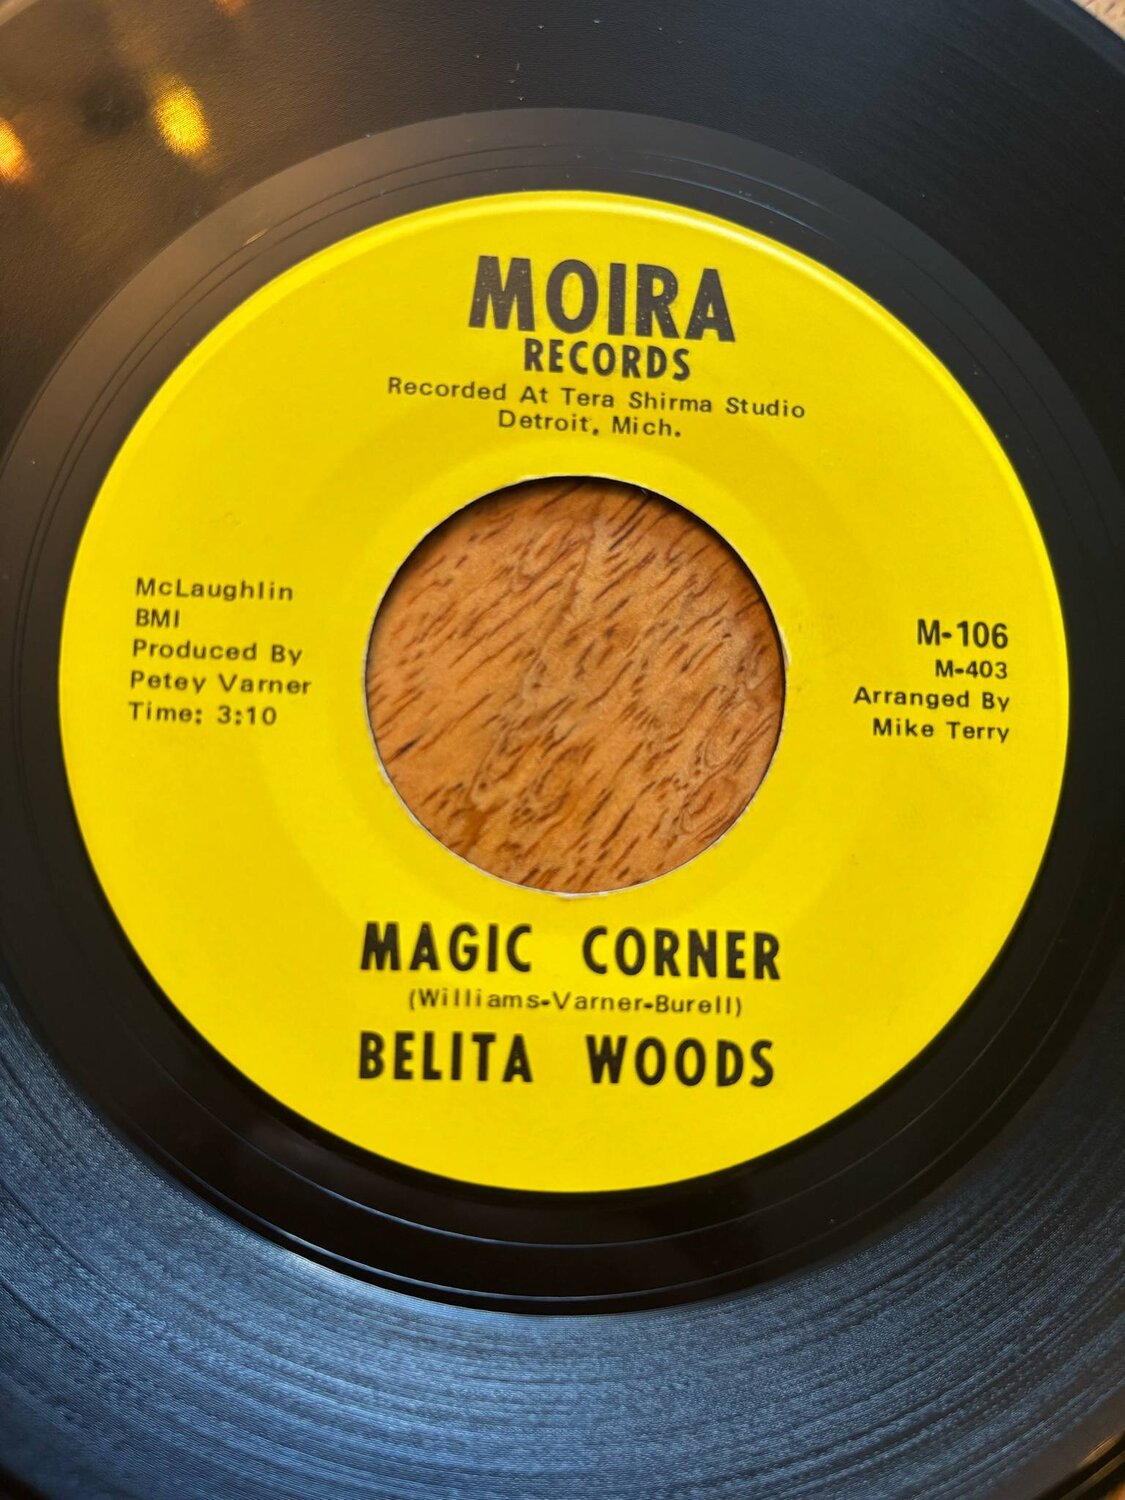 MOIRA
RECORDS
Recorded At Tera Shirma Studio
Detroit, Mich.
McLaughlin
BMI
Produced By
Petey Varner
Time: 3:10
M-106
M-403
Arranged By
Mike Terry
MAGIC CORNER
(Williams-Varner-Burell)
BELITA WOODS